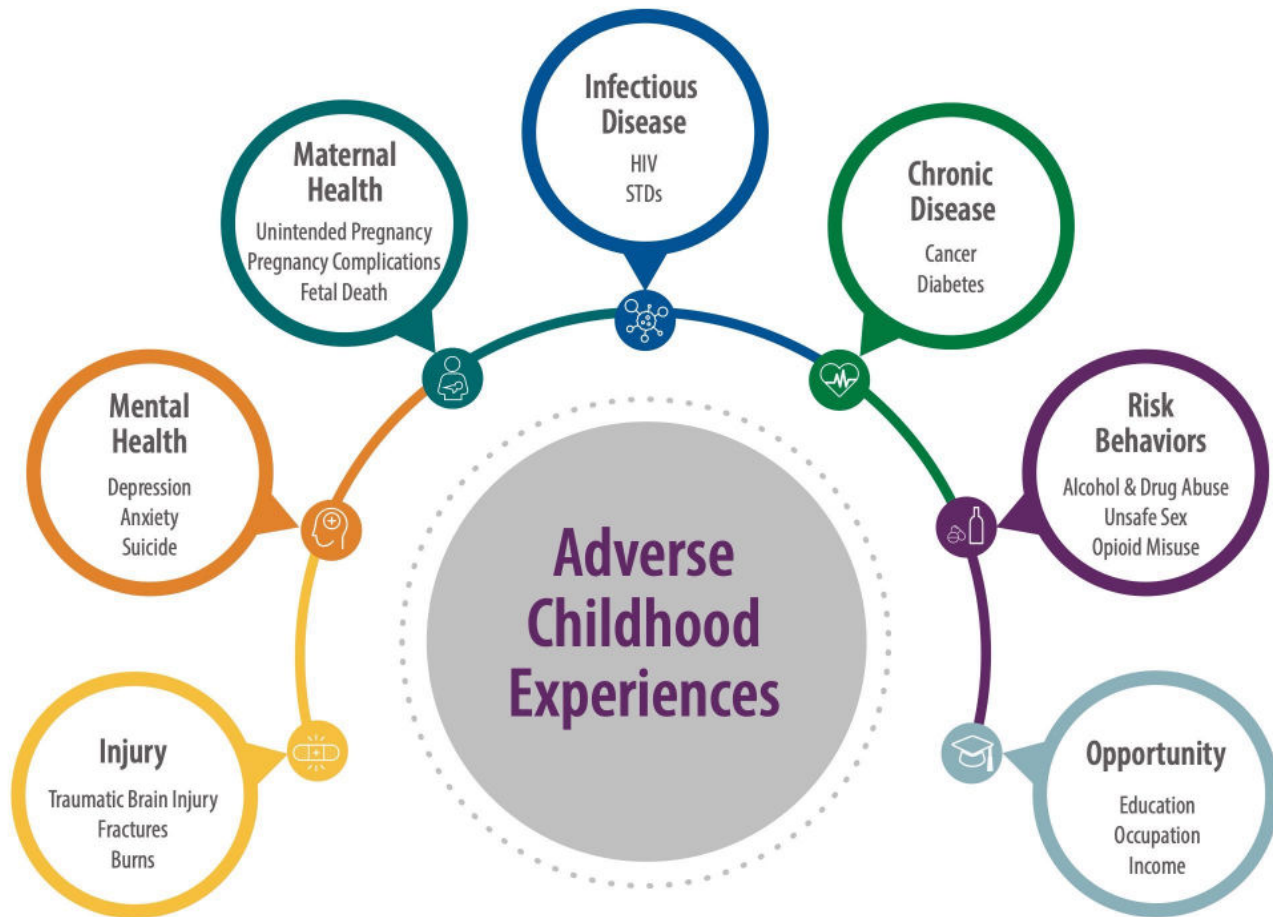 Infectious
Disease
HIV
STDs
Maternal
Health
Unintended Pregnancy
Pregnancy Complications
Fetal Death
Chronic
Disease
Cancer
Diabetes
Mental
Health
Depression
Anxiety
Suicide
Risk
Behaviors
Alcohol & Drug Abuse
Unsafe Sex
Opioid Misuse
Adverse
Childhood
Experiences
Injury
Traumatic Brain Injury
Fractures
Burns
Opportunity
Education
Occupation
Income